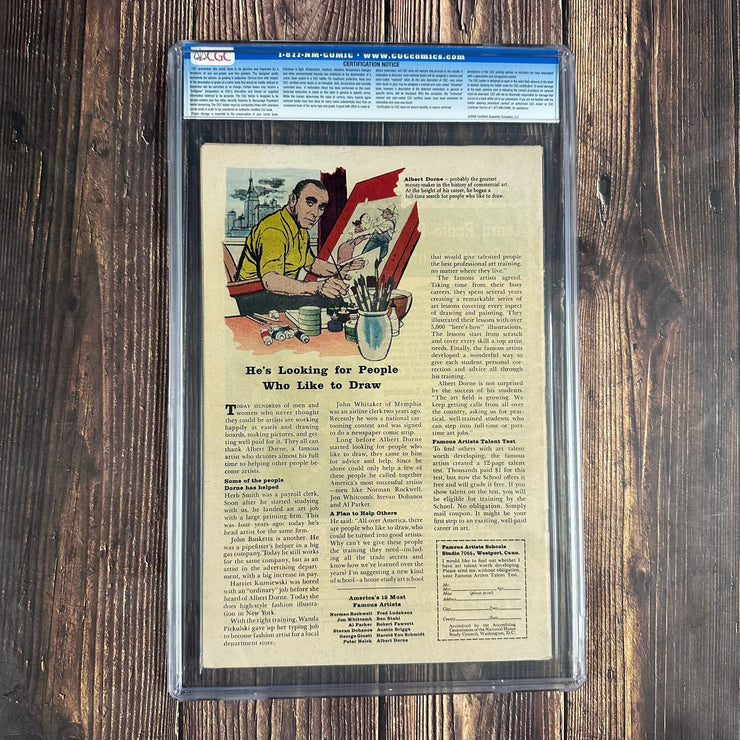 CGC
1-877-NM-COMIC • www.CGCcomics.com
CERTIFICATION NOTICE
Albert Dorne — probably the greatest
money-maker in the history of commercial art.
At the height of his career, he began a
full-time search for people who like to draw.
He's Looking for People
Who Like to Draw
TODAY HUNDREDS of men and
women who never thought
they could be artists are working
happily at easels and drawing
boards, making pictures, and get-
ting well paid for it. They all can
thank Albert Dorne, a famous
artist who devotes almost his full
time to helping other people be-
come artists.
Some of the people
Dorne has helped
Herb Smith was a payroll clerk.
Soon after he started studying
with us, he landed an art job
with a large printing firm. This
was four years ago: today he's
head artist for the same firm.
John Busketta is another. He
was a pipefitter's helper in a big
gas company. Today he still works
for the same company, but as an
artist in the advertising depart-
ment, with a big increase in pay.
Harriet Kuzniewski was bored
with an "ordinary" job before she
heard of Albert Dorne. Today she
does high-style fashion illustra-
tion in New York.
With the right training, Wanda
Pickulski gave up her typing job
to become fashion artist for a local
department store.
John Whitaker of Memphis
was an airline clerk two years ago.
Recently he won a national car-
tooning contest and was signed
to do a newspaper comic strip.
Long before Albert Dorne
started looking for people who
like to draw, they came to him
for advice and help. Since he
alone could only help a few of
these people he called together
America's most successful artists
—men like Norman Rockwell,
Jon Whitcomb, Stevan Dohanos
and Al Parker.
A Plan to Help Others
He said: "All over America, there
are people who like to draw, who
could be turned into good artists.
Why can't we give these people
the training they need—includ-
ing all the trade secrets and
know how we've learned over the
years? I'm suggesting a new kind
of school—a home-study art school
America's 12 Most
Famous Artists
Norman Rockwell Fred Ludekens
Jon Whitcomb Ben Stahl
Al Parker Robert Fawcett
Stevan Dohanos Austin Briggs
George Giusti Harold Von Schmidt
Peter Helck Albert Dorne
that would give talented people
the best professional art training,
no matter where they live."
The famous artists agreed.
Taking time from their busy
careers, they spent several years
creating a remarkable series of
art lessons covering every aspect
of drawing and painting. They
illustrated their lessons with over
5,000 "here's how" illustrations.
The lessons start from scratch
and cover every skill a top artist
needs. Finally, the famous artists
developed a wonderful way to
give each student personal cor-
rection and advice all through
his training.
Albert Dorne is not surprised
by the success of his students.
"The art field is growing. We
keep getting calls from all over
the country, asking us for prac-
tical, well-trained students who
can step into full-time or part-
time art jobs."
Famous Artists Talent Test
To find others with art talent
worth developing, the famous
artists created a 12-page talent
test. Thousands paid $1 for this
test, but now the School offers it
free and will grade it free. If you
show talent on the test, you will
be eligible for training by the
School. No obligation. Simply
mail coupon. It might be your
first step to an exciting, well-paid
career in art.
Famous Artists Schools
Westport, Conn.
I would like to find out whether I
have art talent worth developing.
Please send me, without obligation,
your Famous Artists Talent Test.
Mr.
Mrs. Age
Miss (please print)
Address
City Zone
County State
Accredited by the Accrediting
Commission of the National Home
Study Council, Washington, D.C.